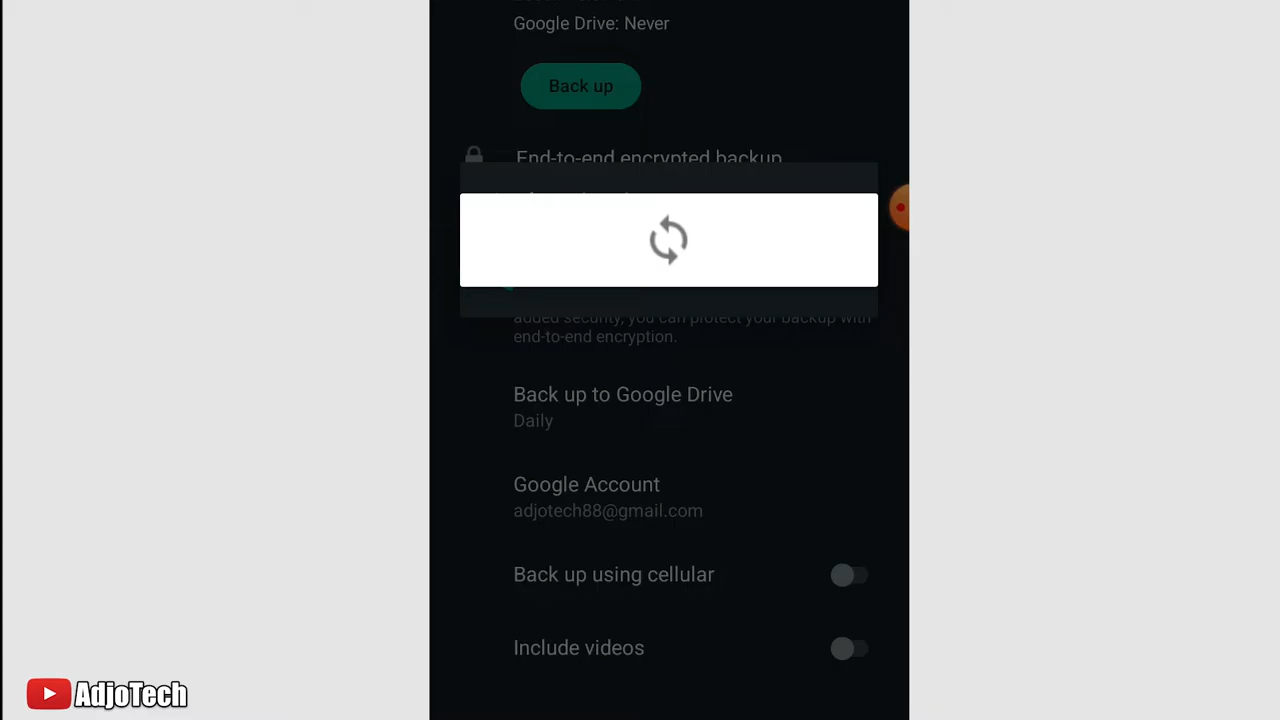 Google Drive: Never
Back up
End-to-end encrypted backup
added security, you can protect your backup with
end-to-end encryption.
Back up to Google Drive
Daily
Google Account
adjotech88@gmail.com
Back up using cellular
Include videos
AdjoTech